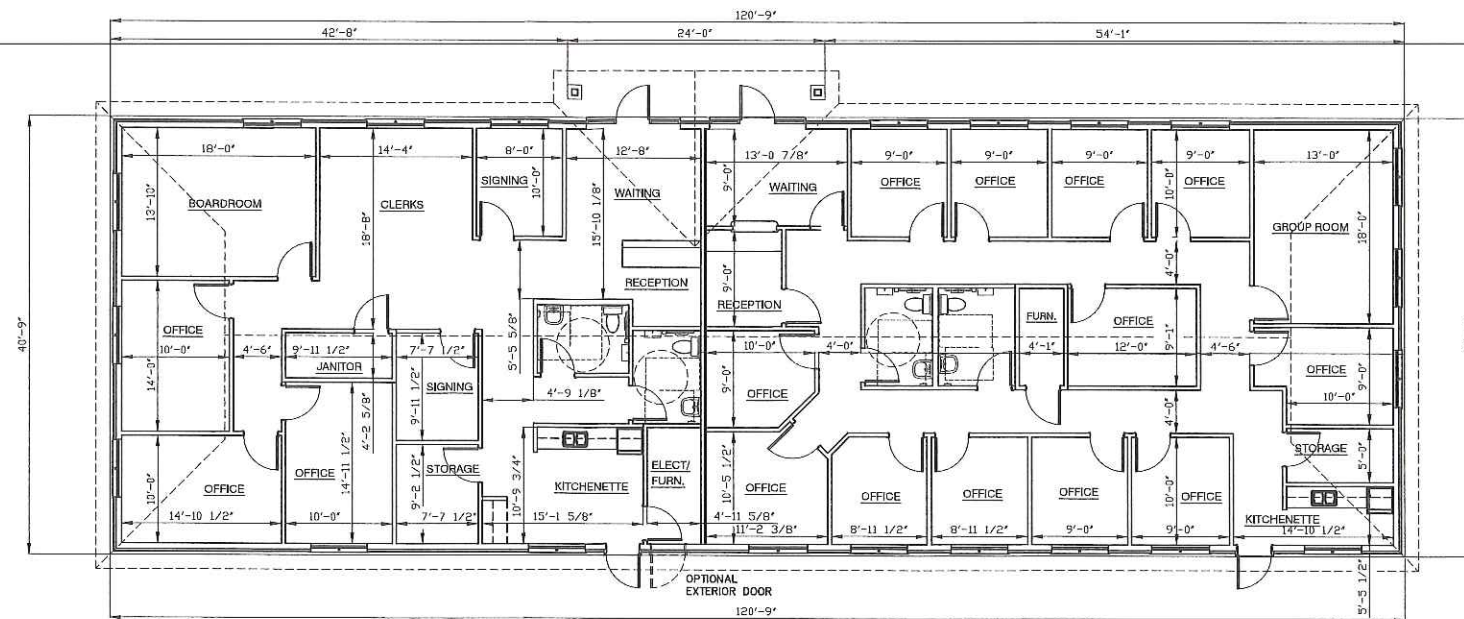 120'-9"
42'-8" 24'-0" 54'-1"
18'-0" 14'-4" 8'-0" 12'-8" 13'-0 7/8" 9'-0" 9'-0" 9'-0" 9'-0" 13'-0"
SIGNING 10'-0" WAITING 9'-0" WAITING OFFICE OFFICE OFFICE OFFICE 10'-0"
13'-10" BOARDROOM CLERKS 18'-8" 15'-10 1/8" GROUP ROOM 18'-0"
RECEPTION 9'-0" RECEPTION 4'-0"
40'-9"
OFFICE FURN. OFFICE 9'-1"
10'-0" 4'-6" 9'-11 1/2" 7'-7 1/2" 5'-5 5/8" 10'-0" 4'-0" 4'-1" 12'-0" 4'-6"
14'-0" JANITOR SIGNING 9'-11 1/2" 4'-9 1/8" 9'-0" OFFICE OFFICE 9'-0"
10'-0"
4'-2 5/8" 4'-0"
10'-0" OFFICE OFFICE 14'-11 1/2" STORAGE 9'-8 1/2" 10'-9 3/4" KITCHENETTE ELECT/
FURN.
10'-5 1/2" OFFICE OFFICE OFFICE OFFICE OFFICE 10'-0" STORAGE 5'-0"
KITCHENETTE
14'-10 1/2" 10'-0" 7'-7 1/2" 15'-1 5/8" 4'-11 5/8"
11'-2 3/8" 8'-11 1/2" 8'-11 1/2" 9'-0" 9'-0" 14'-10 1/2"
5'-5 1/2"
OPTIONAL
EXTERIOR DOOR
120'-9"